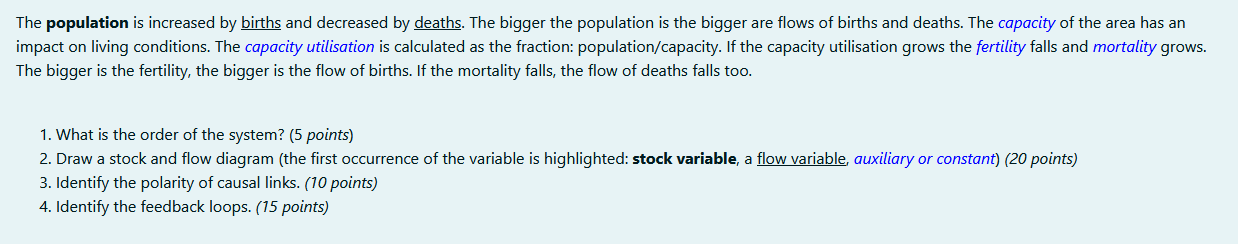 The population is increased by births and decreased by deaths. The bigger the population is the bigger are flows of births and deaths. The capacity of the area has an
impact on living conditions. The capacity utilisation is calculated as the fraction: population/capacity. If the capacity utilisation grows the fertility falls and mortality grows.
The bigger is the fertility, the bigger is the flow of births. If the mortality falls, the flow of deaths falls too.
1. What is the order of the system? (5 points)
2. Draw a stock and flow diagram (the first occurrence of the variable is highlighted: stock variable, a flow variable, auxiliary or constant) (20 points)
3. Identify the polarity of causal links. (10 points)
4. Identify the feedback loops. (15 points)